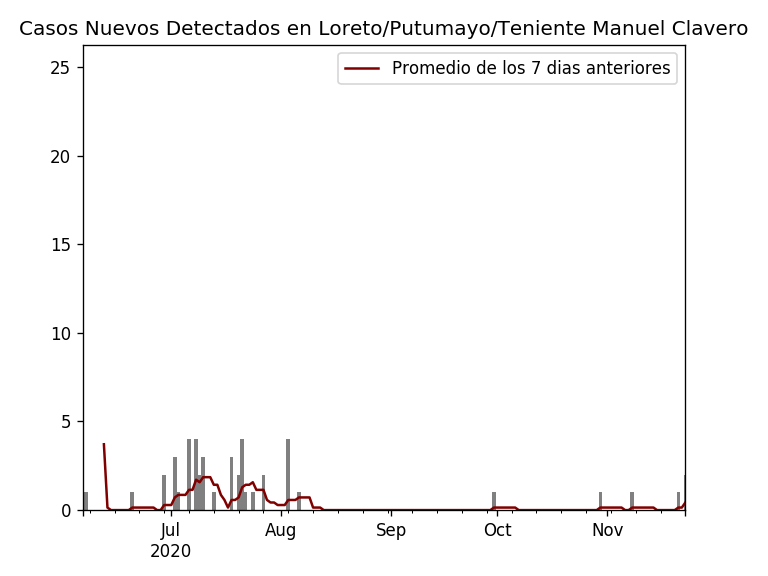 Casos Nuevos Detectados en Loreto/Putumayo/Teniente Manuel Clavero
Promedio de los 7 dias anteriores
25
20
15
10
5
0
Jul Aug Sep Oct Nov
2020